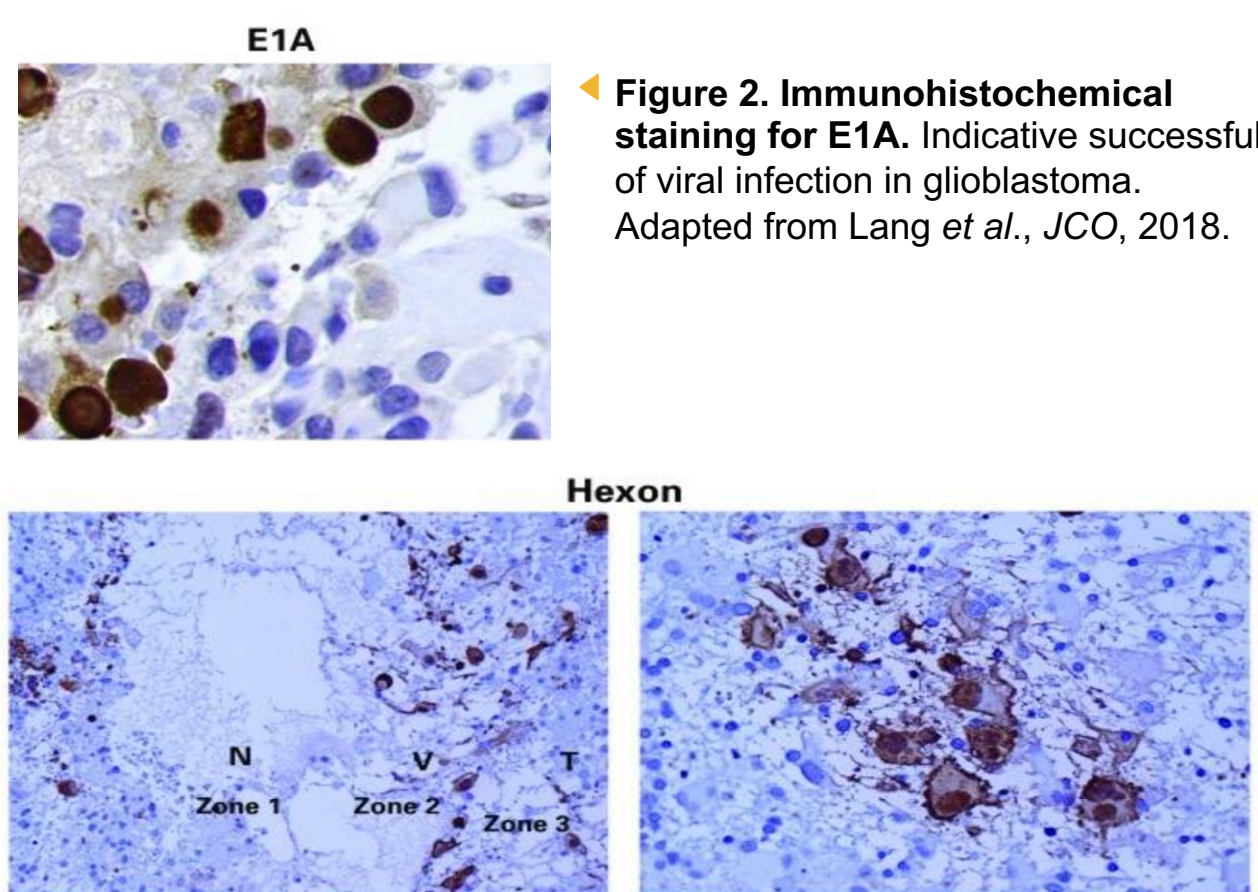 E1A
Figure 2. Immunohistochemical
staining for E1A. Indicative successful
of viral infection in glioblastoma.
Adapted from Lang et al., JCO, 2018.
Hexon
N
V
T
Zone 1
Zone 2
Zone 3